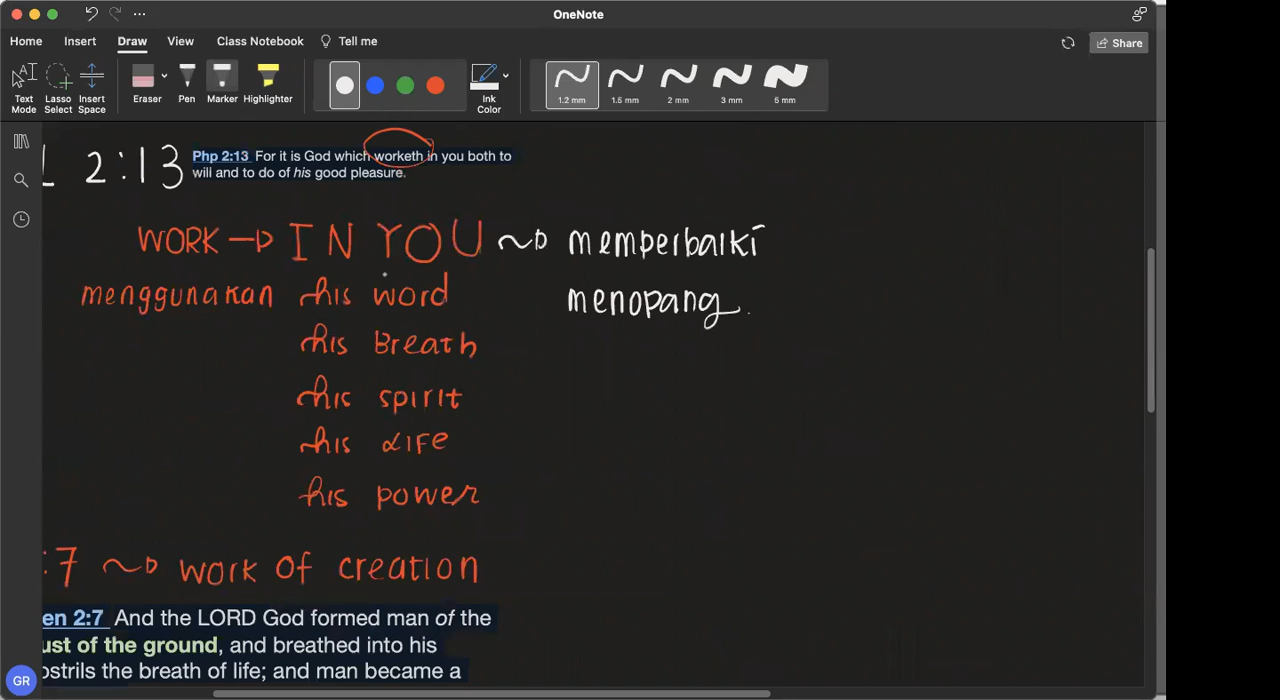 OneNote
Home Insert Draw View Class Notebook Tell me Share
Text Mode
Lasso Select
Insert Space
Eraser
Pen
Marker
Highlighter
Ink Color
1.2 mm
1.5 mm
2 mm
3 mm
5 mm
2:13
Php 2:13 For it is God which worketh in you both to
will and to do of his good pleasure.
WORK IN YOU memperbaiki
menggunakan his word menopang.
his Breath
his spirit
his LIFe
his power
:7 work of creation
en 2:7 And the LORD God formed man of the
ust of the ground, and breathed into his
ostrils the breath of life; and man became a
GR